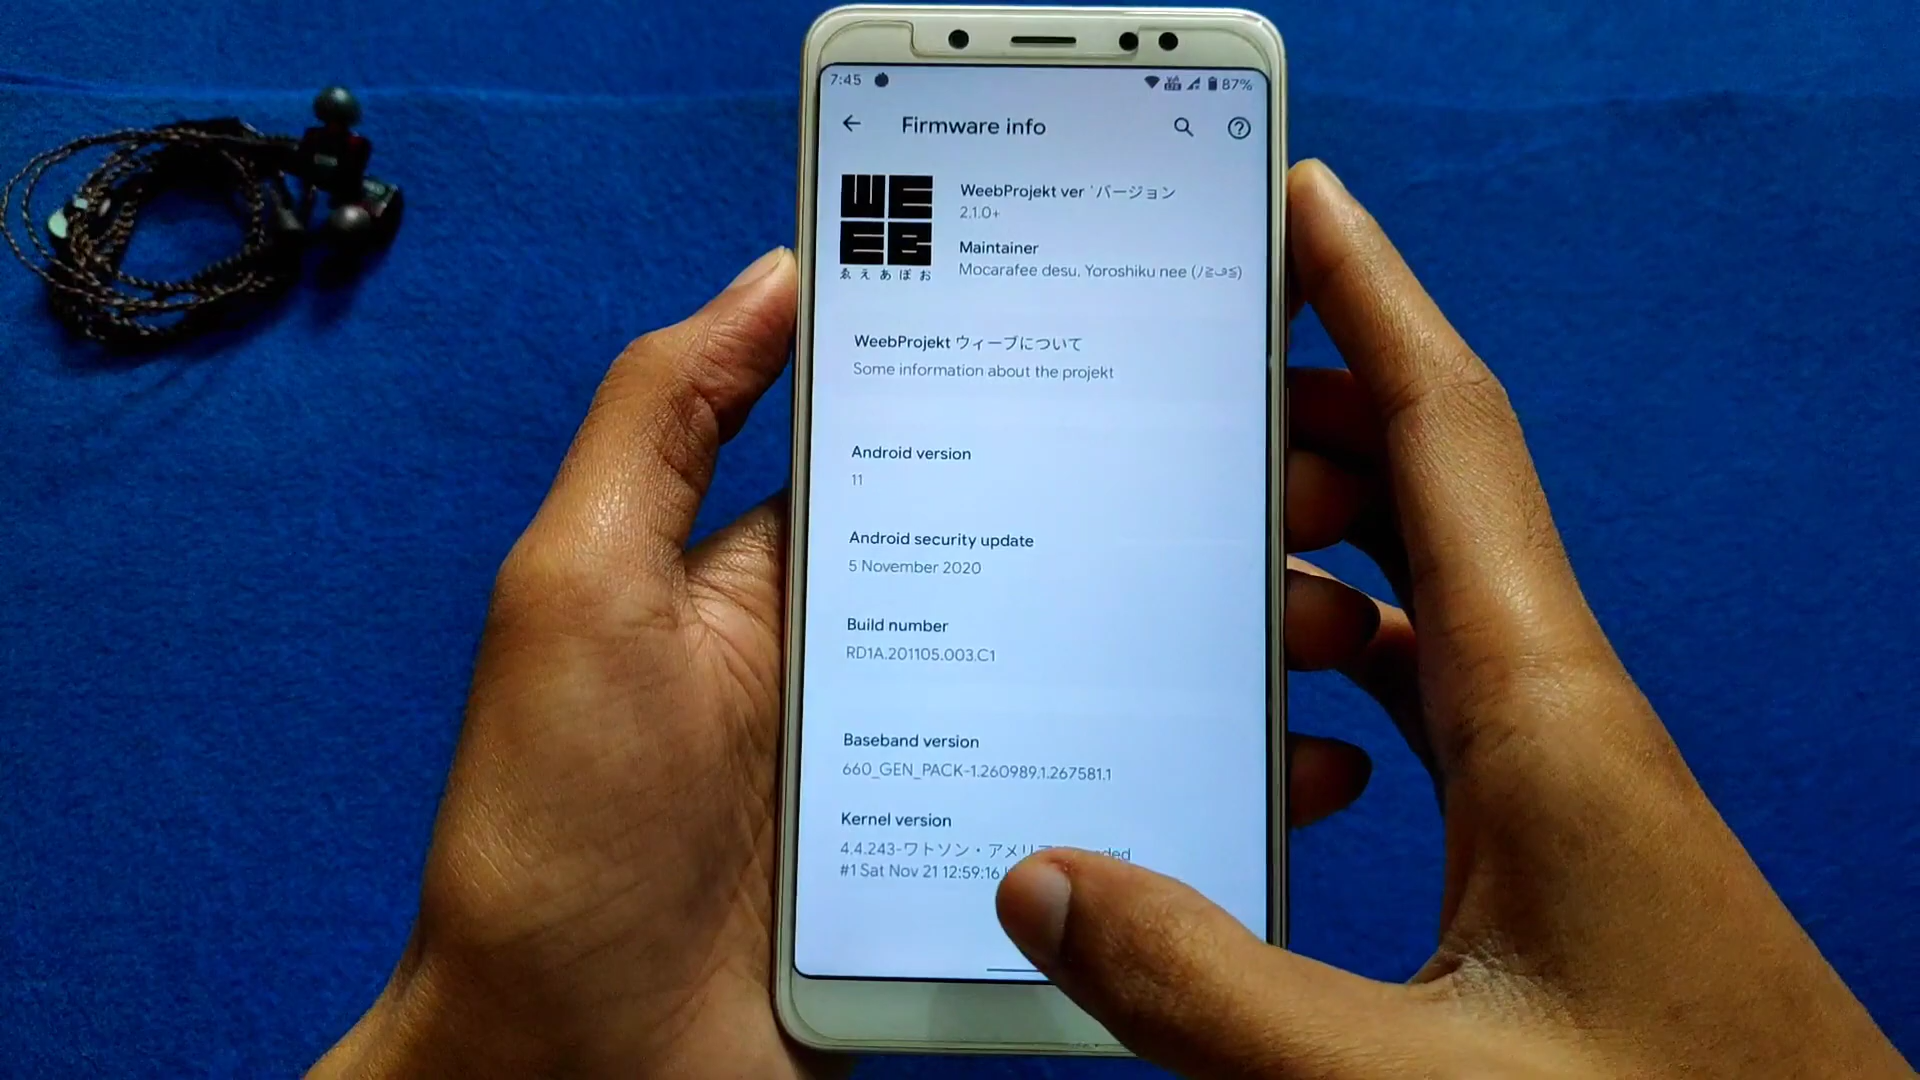 7:45
87%
Firmware info
WEEB
ゑえあぼお
WeebProjekt ver バージョン
2.1.0+
Maintainer
Mocarafee desu, Yoroshiku nee (ﾉ≧ڡ≦)
WeebProjekt ウィーブについて
Some information about the projekt
Android version
11
Android security update
5 November 2020
Build number
RD1A.201105.003.C1
Baseband version
660_GEN_PACK-1.260989.1.267581.1
Kernel version
4.4.243-ワトソン・アメリ
#1 Sat Nov 21 12:59:16